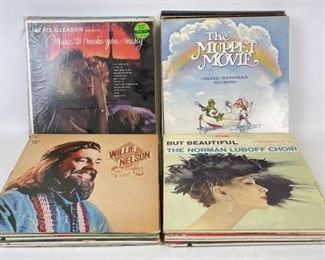 JACKIE GLEASON
Music to make you misty
The
MUPPET
MOVIE
ORIGINAL SOUNDTRACK
RECORDING
WILLIE
NELSON
BUT BEAUTIFUL
THE NORMAN LUBOFF CHOIR